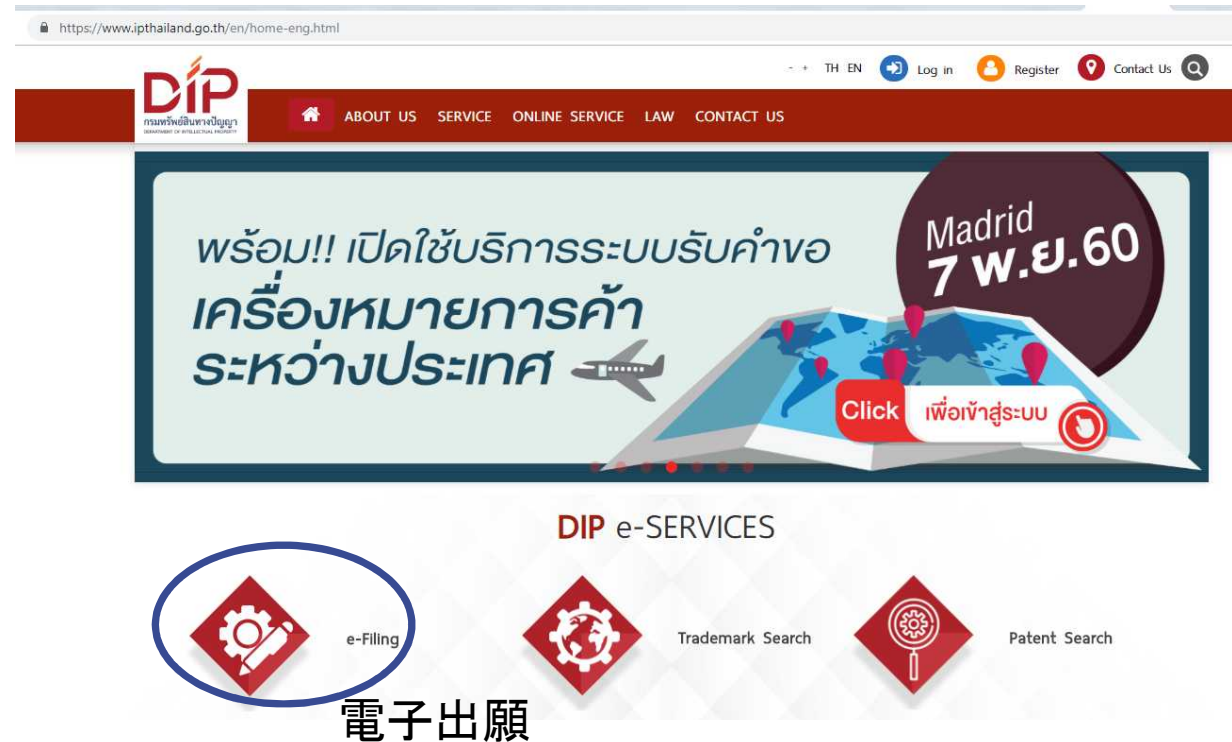 https://www.ipthailand.go.th/en/home-eng.html
- + TH EN Log in Register Contact Us
DIP
กรมทรัพย์สินทางปัญญา
DEPARTMENT OF INTELLECTUAL PROPERTY
ABOUT US SERVICE ONLINE SERVICE LAW CONTACT US
พร้อม!! เปิดใช้บริการระบบรับคำขอ
เครื่องหมายการค้า
ระหว่างประเทศ
Madrid
7 พ.ย.60
Click เพื่อเข้าสู่ระบบ
DIP e-SERVICES
e-Filing Trademark Search Patent Search
電子出願